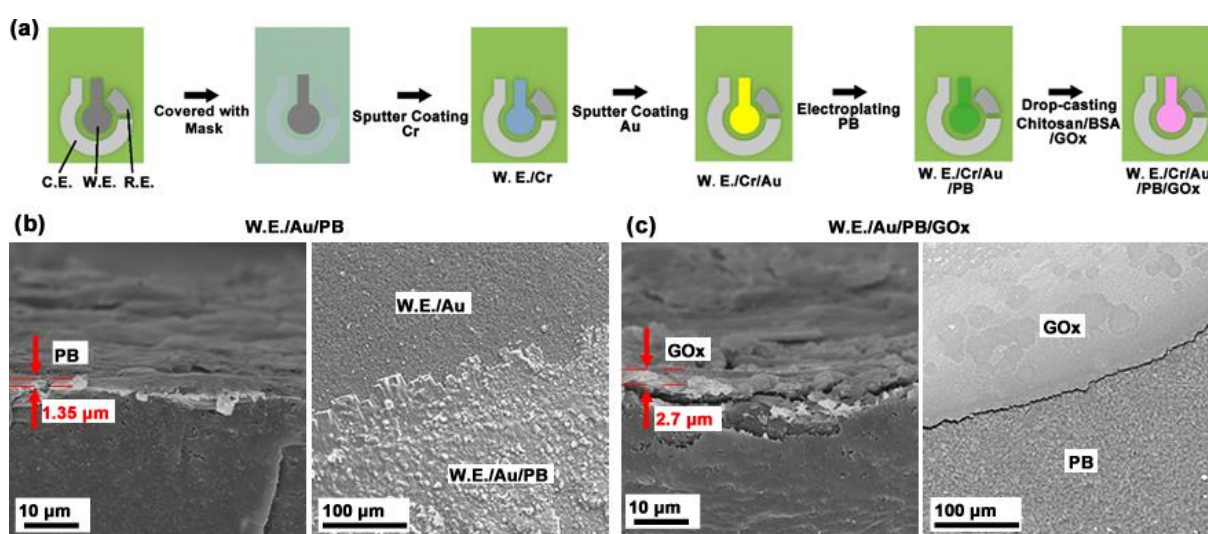 (a)
Covered with
Mask
Sputter Coating
Cr
Sputter Coating
Au
Electroplating
PB
Drop-casting
Chitosan/BSA
/GOx
C.E. W.E. R.E.
W. E./Cr
W. E./Cr/Au
W. E./Cr/Au
/PB
W. E./Cr/Au
/PB/GOx
(b)
W.E./Au/PB
PB
1.35 µm
10 µm
W.E./Au
W.E./Au/PB
100 µm
(c)
W.E./Au/PB/GOx
GOx
2.7 µm
10 µm
GOx
PB
100 µm